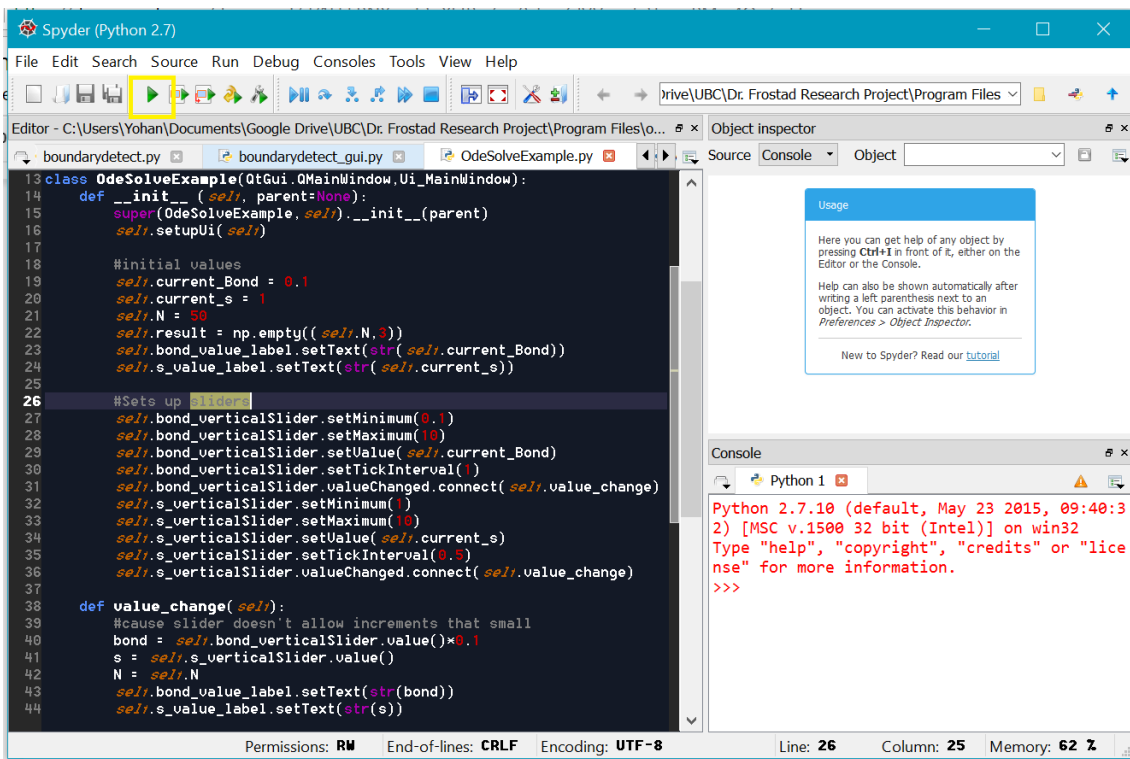 Spyder (Python 2.7)
File Edit Search Source Run Debug Consoles Tools View Help
rive\UBC\Dr. Frostad Research Project\Program Files
Editor - C:\Users\Yohan\Documents\Google Drive\UBC\Dr. Frostad Research Project\Program Files\o...
boundarydetect.py boundarydetect_gui.py OdeSolveExample.py
13 class OdeSolveExample(QtGui.QMainWindow,Ui_MainWindow):
14 def __init__ (self, parent=None):
15 super(OdeSolveExample,self).__init__(parent)
16 self.setupUi(self)
17
18 #initial values
19 self.current_Bond = 0.1
20 self.current_s = 1
21 self.N = 50
22 self.result = np.empty((self.N,3))
23 self.bond_value_label.setText(str(self.current_Bond))
24 self.s_value_label.setText(str(self.current_s))
25
26 #Sets up sliders
27 self.bond_verticalSlider.setMinimum(0.1)
28 self.bond_verticalSlider.setMaximum(10)
29 self.bond_verticalSlider.setValue(self.current_Bond)
30 self.bond_verticalSlider.setTickInterval(1)
31 self.bond_verticalSlider.valueChanged.connect(self.value_change)
32 self.s_verticalSlider.setMinimum(1)
33 self.s_verticalSlider.setMaximum(10)
34 self.s_verticalSlider.setValue(self.current_s)
35 self.s_verticalSlider.setTickInterval(0.5)
36 self.s_verticalSlider.valueChanged.connect(self.value_change)
37
38 def value_change(self):
39 #cause slider doesn't allow increments that small
40 bond = self.bond_verticalSlider.value()*0.1
41 s = self.s_verticalSlider.value()
42 N = self.N
43 self.bond_value_label.setText(str(bond))
44 self.s_value_label.setText(str(s))
Object inspector
Source Console Object
Usage
Here you can get help of any object by
pressing Ctrl+I in front of it, either on the
Editor or the Console.
Help can also be shown automatically after
writing a left parenthesis next to an
object. You can activate this behavior in
Preferences > Object Inspector.
New to Spyder? Read our tutorial
Console
Python 1
Python 2.7.10 (default, May 23 2015, 09:40:3
2) [MSC v.1500 32 bit (Intel)] on win32
Type "help", "copyright", "credits" or "lice
nse" for more information.
>>>
Permissions: RW End-of-lines: CRLF Encoding: UTF-8 Line: 26 Column: 25 Memory: 62 %